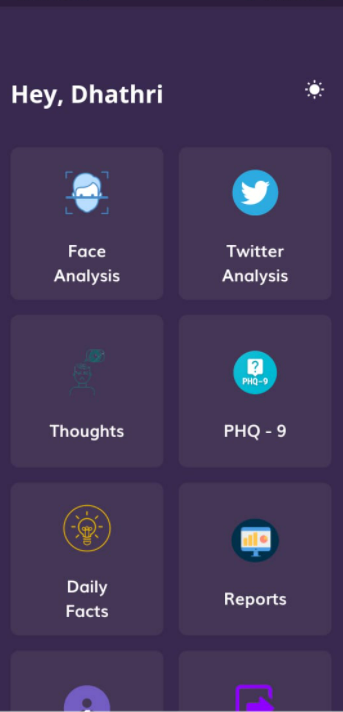 Hey, Dhathri
Face
Analysis
Twitter
Analysis
Thoughts
PHQ-9
PHQ - 9
Daily
Facts
Reports